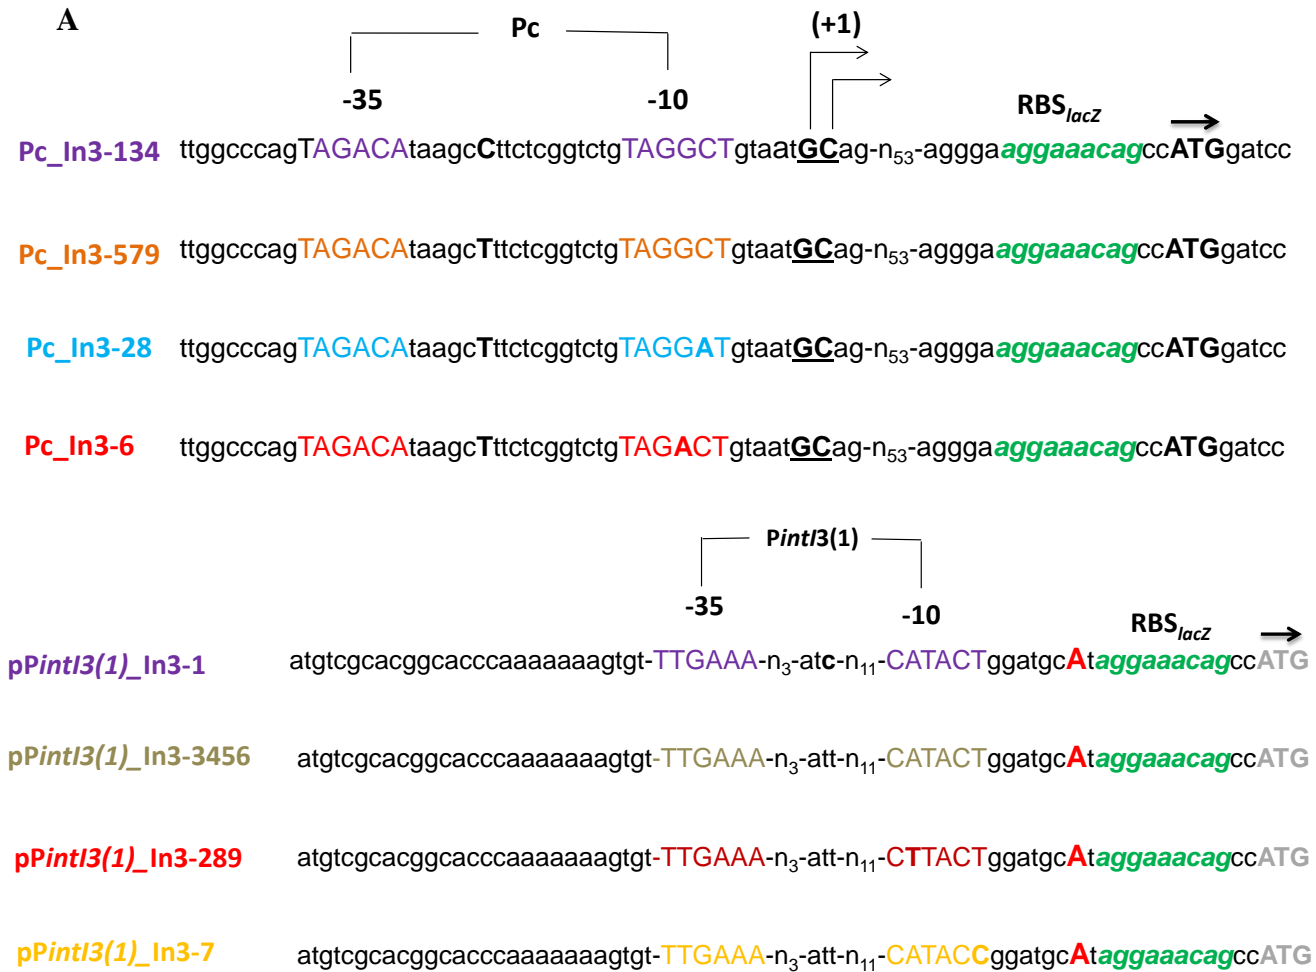 A
Pc
(+1)
-35
-10
RBSlacZ
Pc_In3-134 ttggcccagTAGACAtaagcCttctcggtctgTAGGCTgtaatGCag-n53-agggaaggaaacagccATGgatcc
Pc_In3-579 ttggcccagTAGACAtaagcTttctcggtctgTAGGCTgtaatGCag-n53-agggaaggaaacagccATGgatcc
Pc_In3-28 ttggcccagTAGACAtaagcTttctcggtctgTAGGATgtaatGCag-n53-agggaaggaaacagccATGgatcc
Pc_In3-6 ttggcccagTAGACAtaagcTttctcggtctgTAGACTgtaatGCag-n53-agggaaggaaacagccATGgatcc
PintI3(1)
-35
-10
RBSlacZ
pPintI3(1)_In3-1 atgtcgcacggcacccaaaaaaagtgt-TTGAAA-n3-atc-n11-CATACTggatgcAtaggaaacagccATG
pPintI3(1)_In3-3456 atgtcgcacggcacccaaaaaaagtgt-TTGAAA-n3-att-n11-CATACTggatgcAtaggaaacagccATG
pPintI3(1)_In3-289 atgtcgcacggcacccaaaaaaagtgt-TTGAAA-n3-att-n11-CTTACTggatgcAtaggaaacagccATG
pPintI3(1)_In3-7 atgtcgcacggcacccaaaaaaagtgt-TTGAAA-n3-att-n11-CATACCggatgcAtaggaaacagccATG